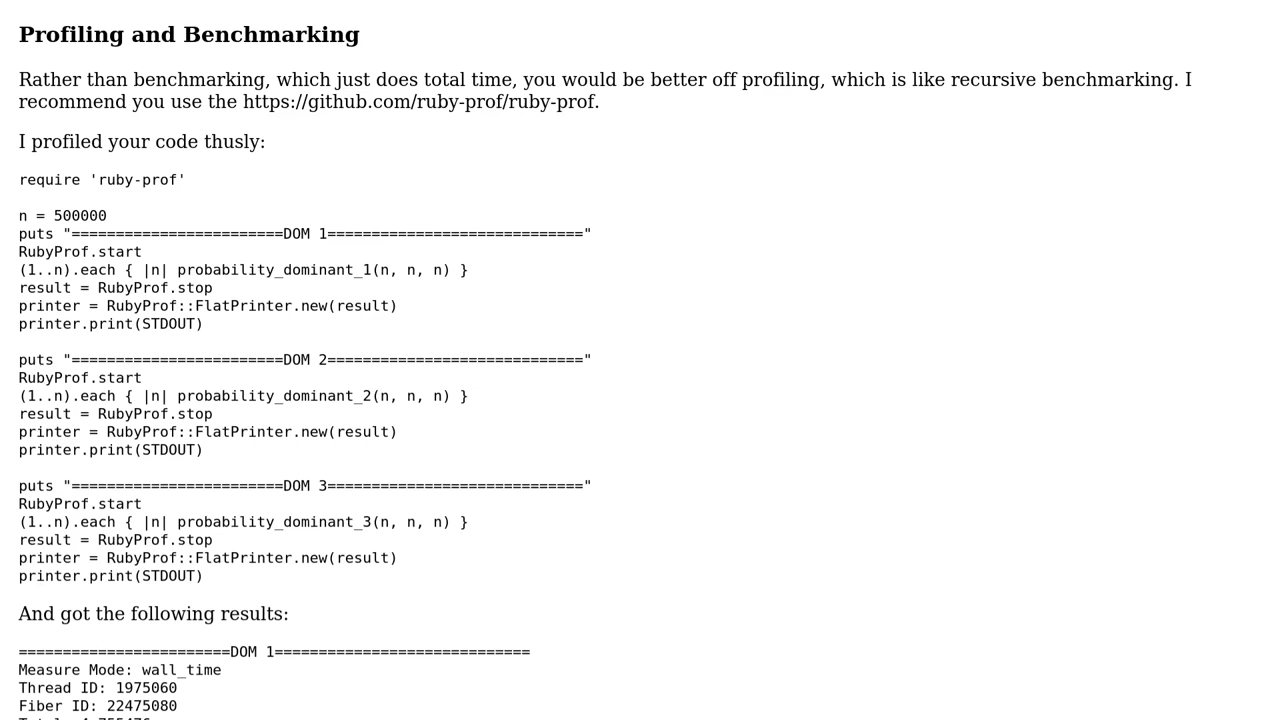 Profiling and Benchmarking
Rather than benchmarking, which just does total time, you would be better off profiling, which is like recursive benchmarking. I
recommend you use the https://github.com/ruby-prof/ruby-prof.
I profiled your code thusly:
require 'ruby-prof'
n = 500000
puts "========================DOM 1============================="
RubyProf.start
(1..n).each { |n| probability_dominant_1(n, n, n) }
result = RubyProf.stop
printer = RubyProf::FlatPrinter.new(result)
printer.print(STDOUT)
puts "========================DOM 2============================="
RubyProf.start
(1..n).each { |n| probability_dominant_2(n, n, n) }
result = RubyProf.stop
printer = RubyProf::FlatPrinter.new(result)
printer.print(STDOUT)
puts "========================DOM 3============================="
RubyProf.start
(1..n).each { |n| probability_dominant_3(n, n, n) }
result = RubyProf.stop
printer = RubyProf::FlatPrinter.new(result)
printer.print(STDOUT)
And got the following results:
========================DOM 1=============================
Measure Mode: wall_time
Thread ID: 1975060
Fiber ID: 22475080